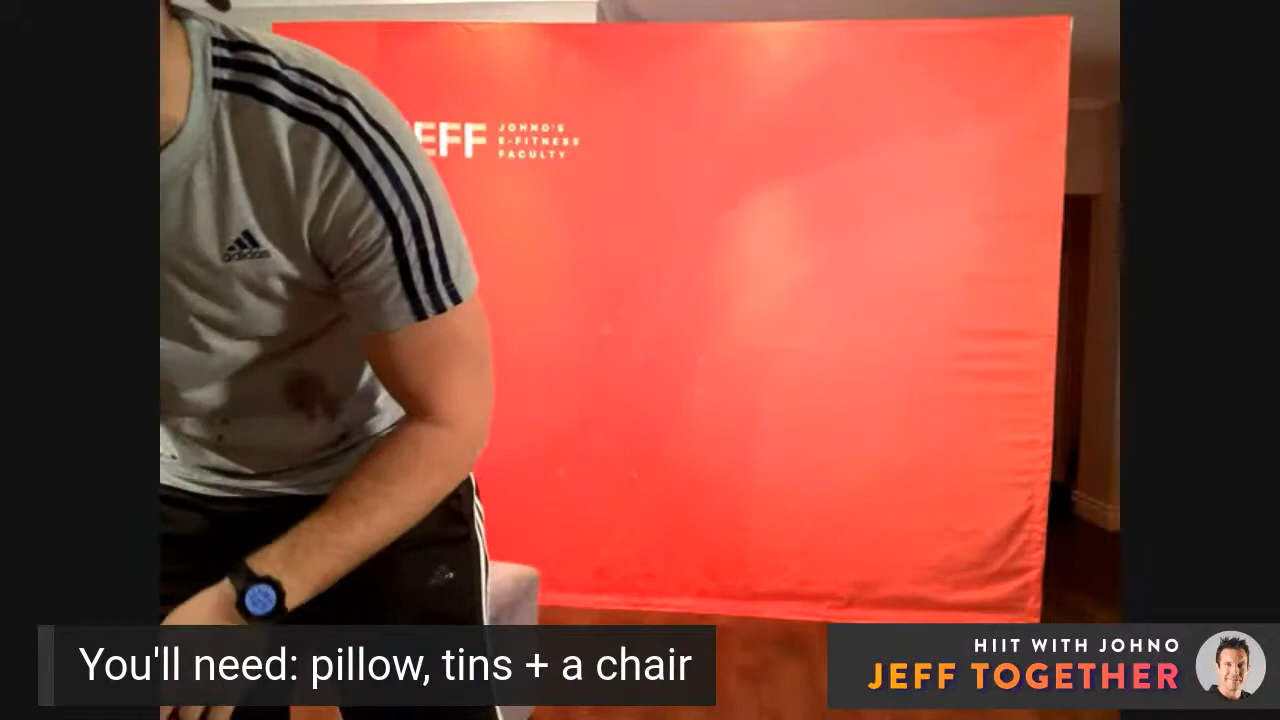 EFF
JOHNO'S
E-FITNESS
FACULTY
adidas
You'll need: pillow, tins + a chair
HIIT WITH JOHNO
JEFF TOGETHER